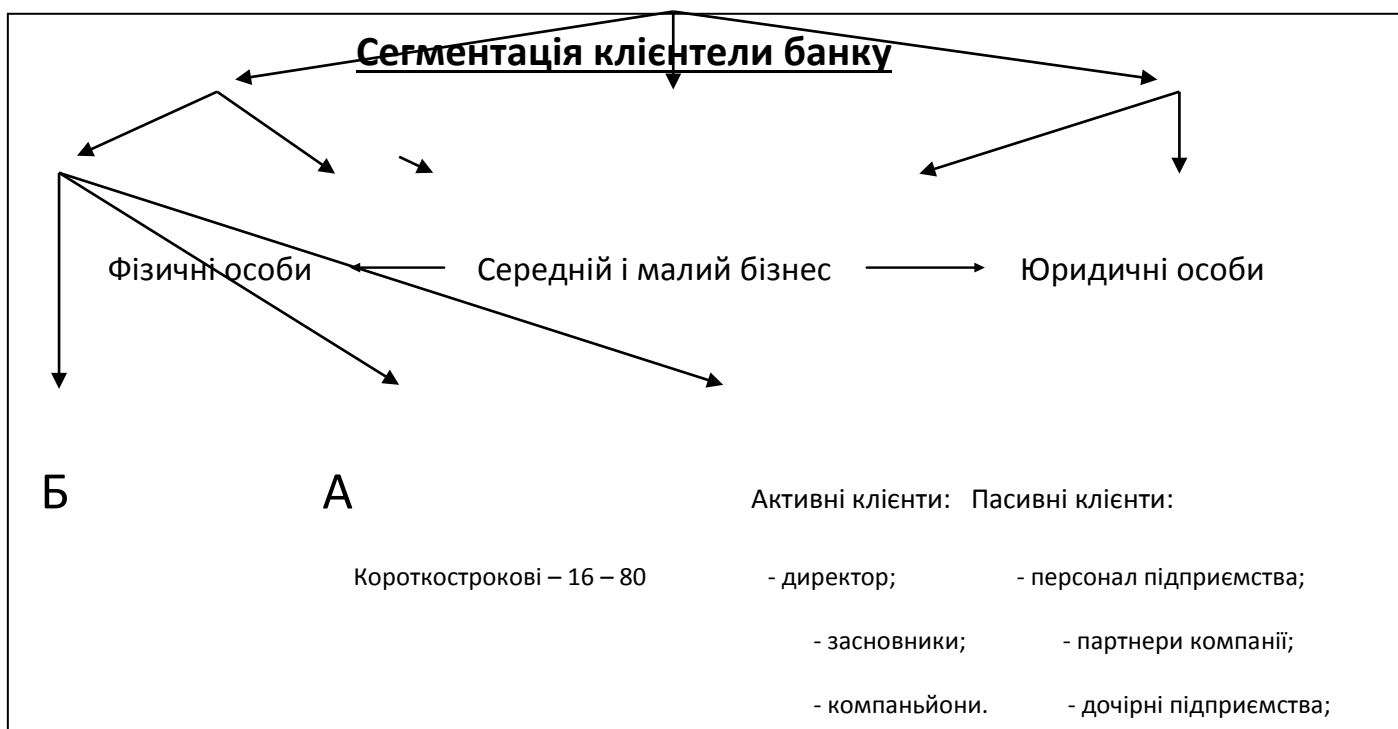 Сегментація клієнтели банку
Фізичні особи Середній і малий бізнес Юридичні особи
Б А Активні клієнти: Пасивні клієнти:
Короткострокові – 16 – 80 - директор; - персонал підприємства;
- засновники; - партнери компанії;
- компаньйони. - дочірні підприємства;